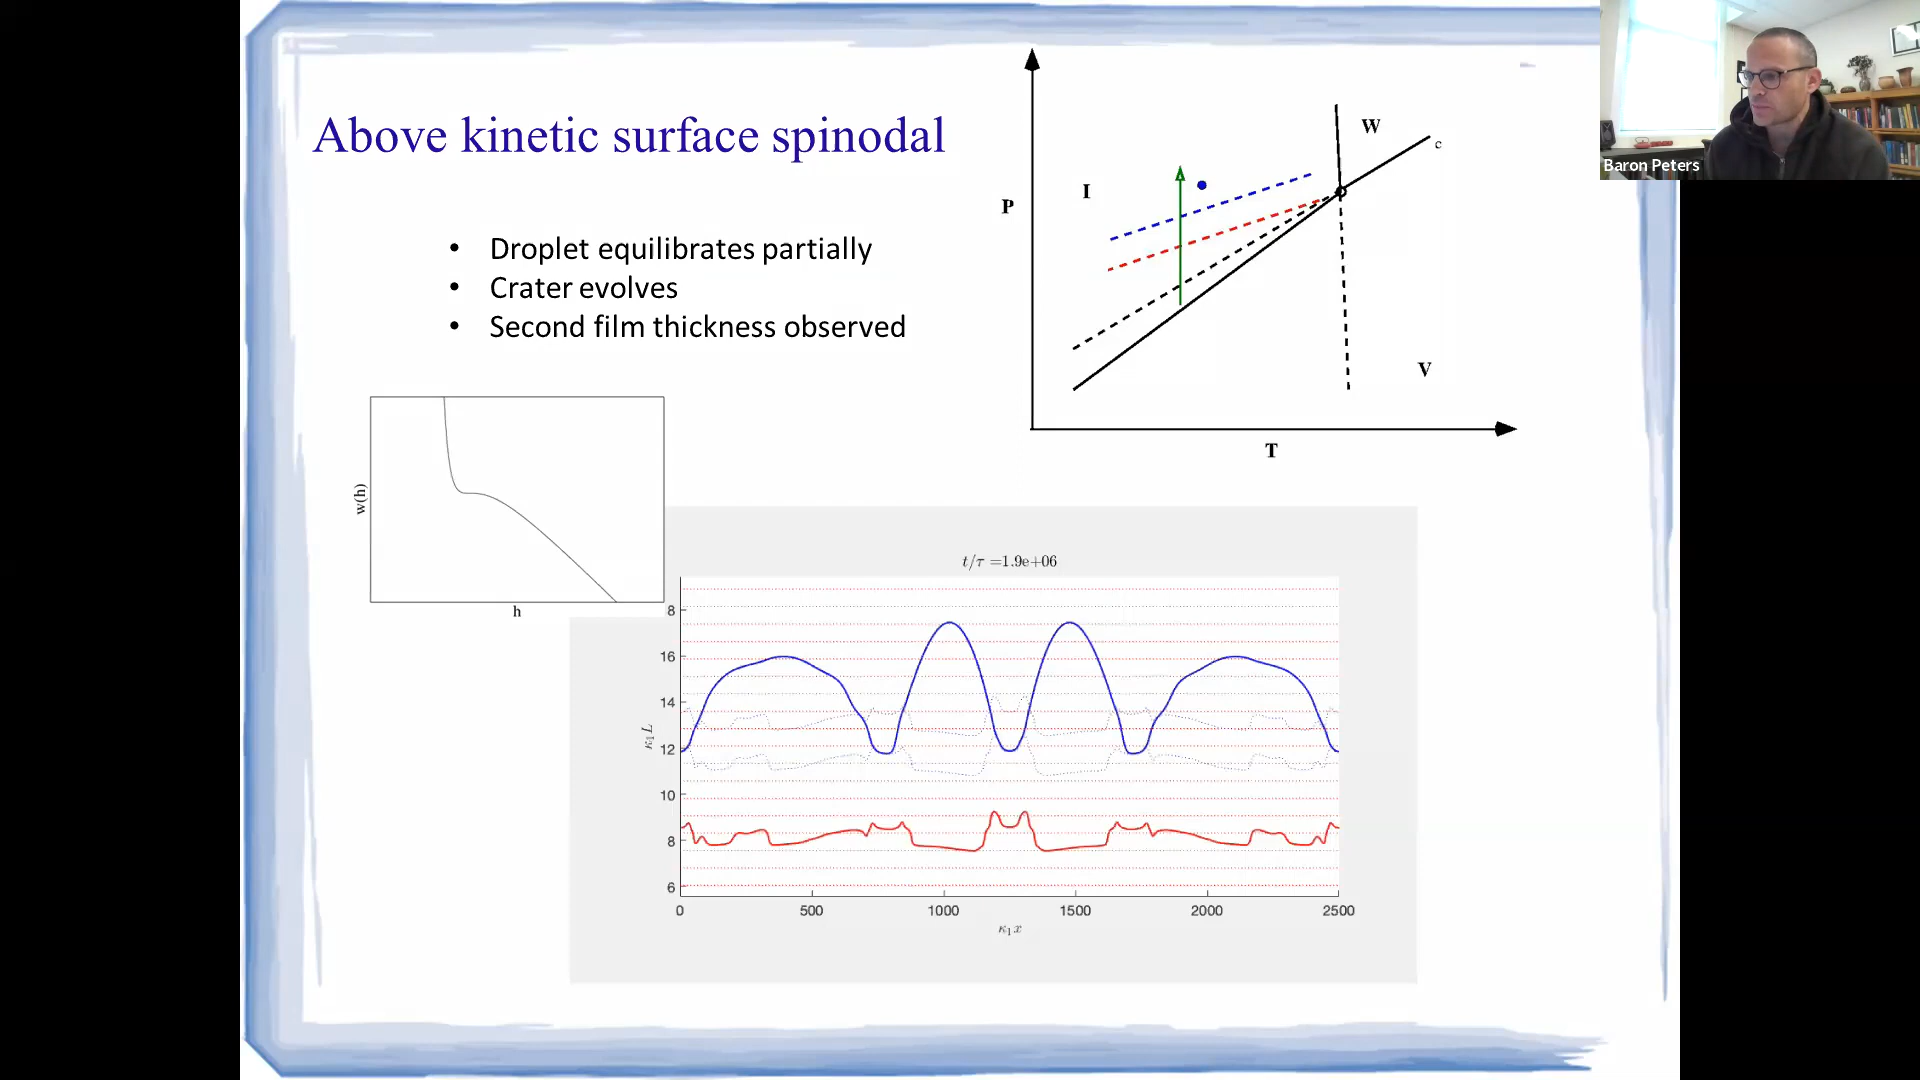 Above kinetic surface spinodal
• Droplet equilibrates partially
• Crater evolves
• Second film thickness observed
P
I
W
c
V
T
Baron Peters
w(h)
h
t/τ =1.9e+06
8
16
14
12
10
8
6
κ₁L
0 500 1000 1500 2000 2500
κ₁x